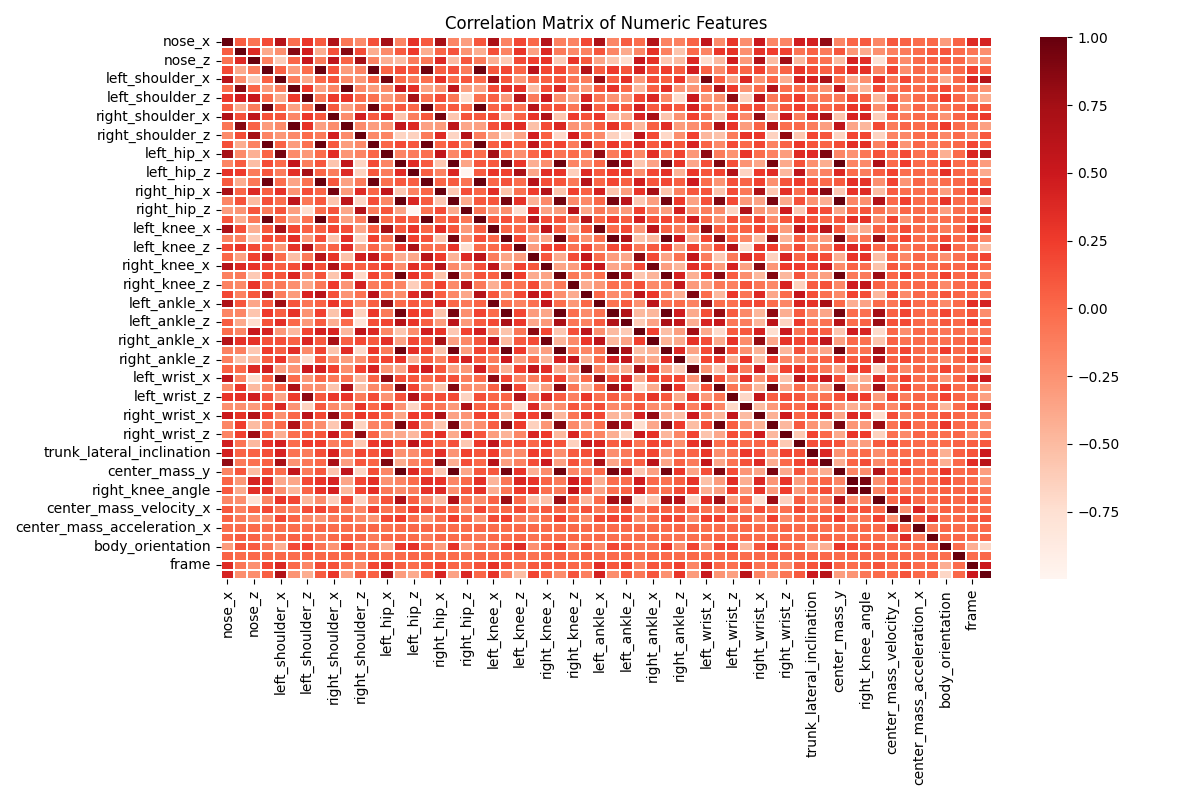 Correlation Matrix of Numeric Features
nose_x
nose_z
left_shoulder_x
left_shoulder_z
right_shoulder_x
right_shoulder_z
left_hip_x
left_hip_z
right_hip_x
right_hip_z
left_knee_x
left_knee_z
right_knee_x
right_knee_z
left_ankle_x
left_ankle_z
right_ankle_x
right_ankle_z
left_wrist_x
left_wrist_z
right_wrist_x
right_wrist_z
trunk_lateral_inclination
center_mass_y
right_knee_angle
center_mass_velocity_x
center_mass_acceleration_x
body_orientation
frame
nose_x
nose_z
left_shoulder_x
left_shoulder_z
right_shoulder_x
right_shoulder_z
left_hip_x
left_hip_z
right_hip_x
right_hip_z
left_knee_x
left_knee_z
right_knee_x
right_knee_z
left_ankle_x
left_ankle_z
right_ankle_x
right_ankle_z
left_wrist_x
left_wrist_z
right_wrist_x
right_wrist_z
trunk_lateral_inclination
center_mass_y
right_knee_angle
center_mass_velocity_x
center_mass_acceleration_x
body_orientation
frame
1.00
0.75
0.50
0.25
0.00
−0.25
−0.50
−0.75